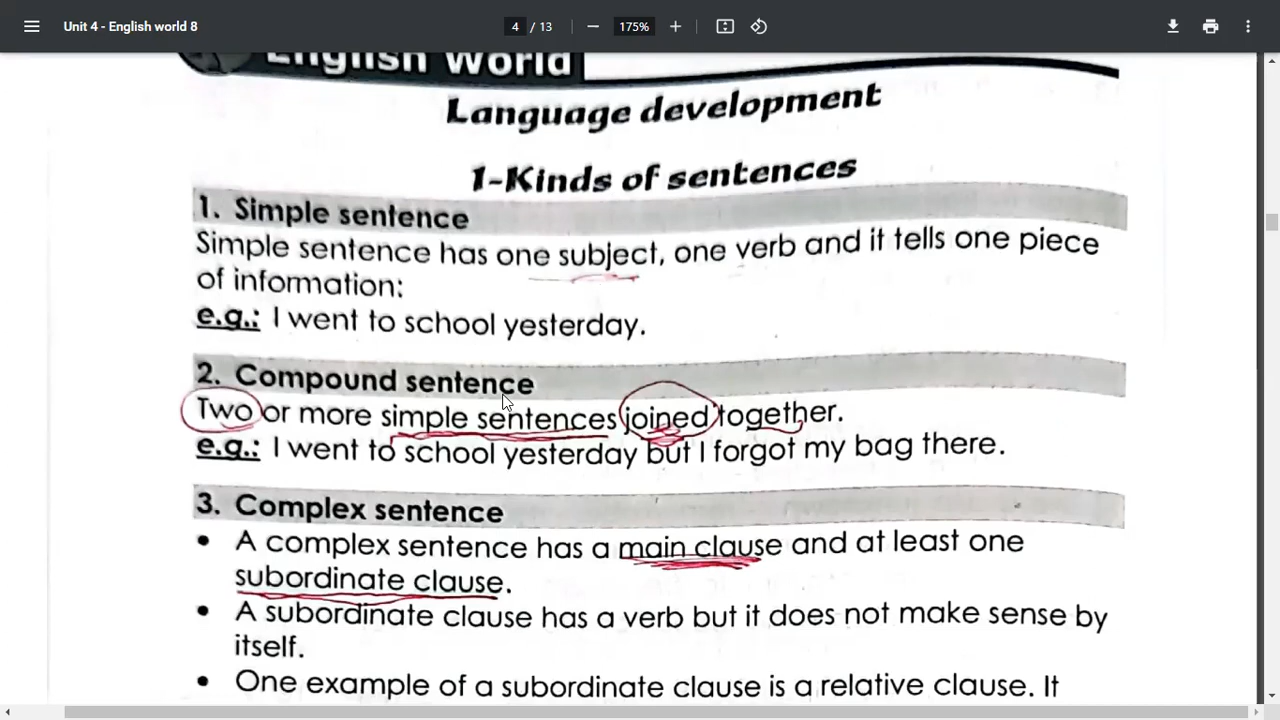 Unit 4 - English world 8
4 / 13
175%
English World
Language development
1-Kinds of sentences
1. Simple sentence
Simple sentence has one subject, one verb and it tells one piece
of information:
e.g.: I went to school yesterday.
2. Compound sentence
Two or more simple sentences joined together.
e.g.: I went to school yesterday but I forgot my bag there.
3. Complex sentence
• A complex sentence has a main clause and at least one
subordinate clause.
• A subordinate clause has a verb but it does not make sense by
itself.
• One example of a subordinate clause is a relative clause. It